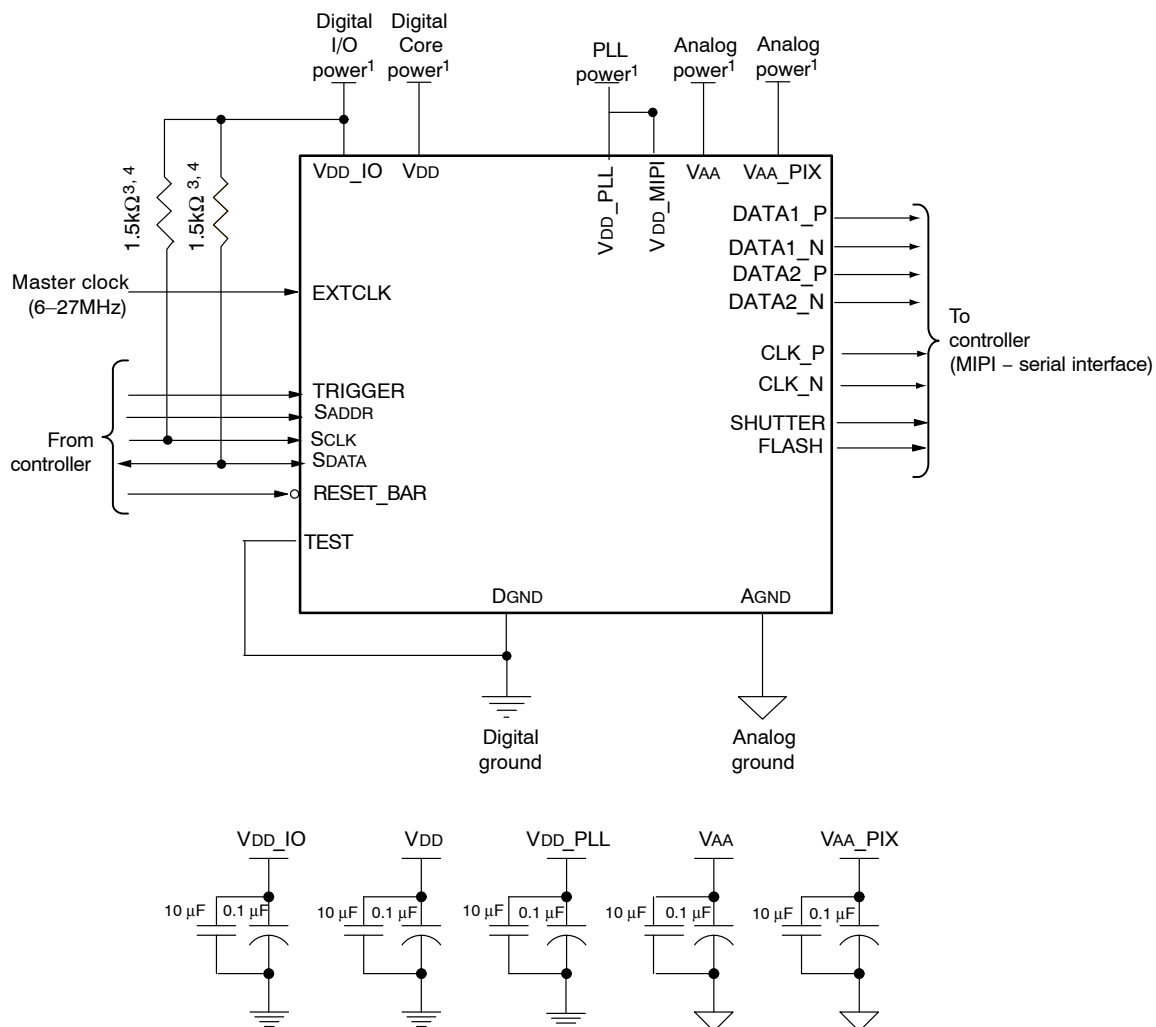 Digital
I/O
power1
Digital
Core
power1
PLL
power1
Analog
power1
Analog
power1
1.5kΩ3, 4
1.5kΩ3, 4
VDD_IO
VDD
VDD_PLL
VDD_MIPI
VAA
VAA_PIX
Master clock
(6–27MHz)
EXTCLK
From
controller
TRIGGER
SADDR
SCLK
SDATA
RESET_BAR
TEST
DATA1_P
DATA1_N
DATA2_P
DATA2_N
CLK_P
CLK_N
SHUTTER
FLASH
To
controller
(MIPI – serial interface)
DGND
AGND
Digital
ground
Analog
ground
VDD_IO
VDD
VDD_PLL
VAA
VAA_PIX
10 μF
0.1 μF
10 μF
0.1 μF
10 μF
0.1 μF
10 μF
0.1 μF
10 μF
0.1 μF